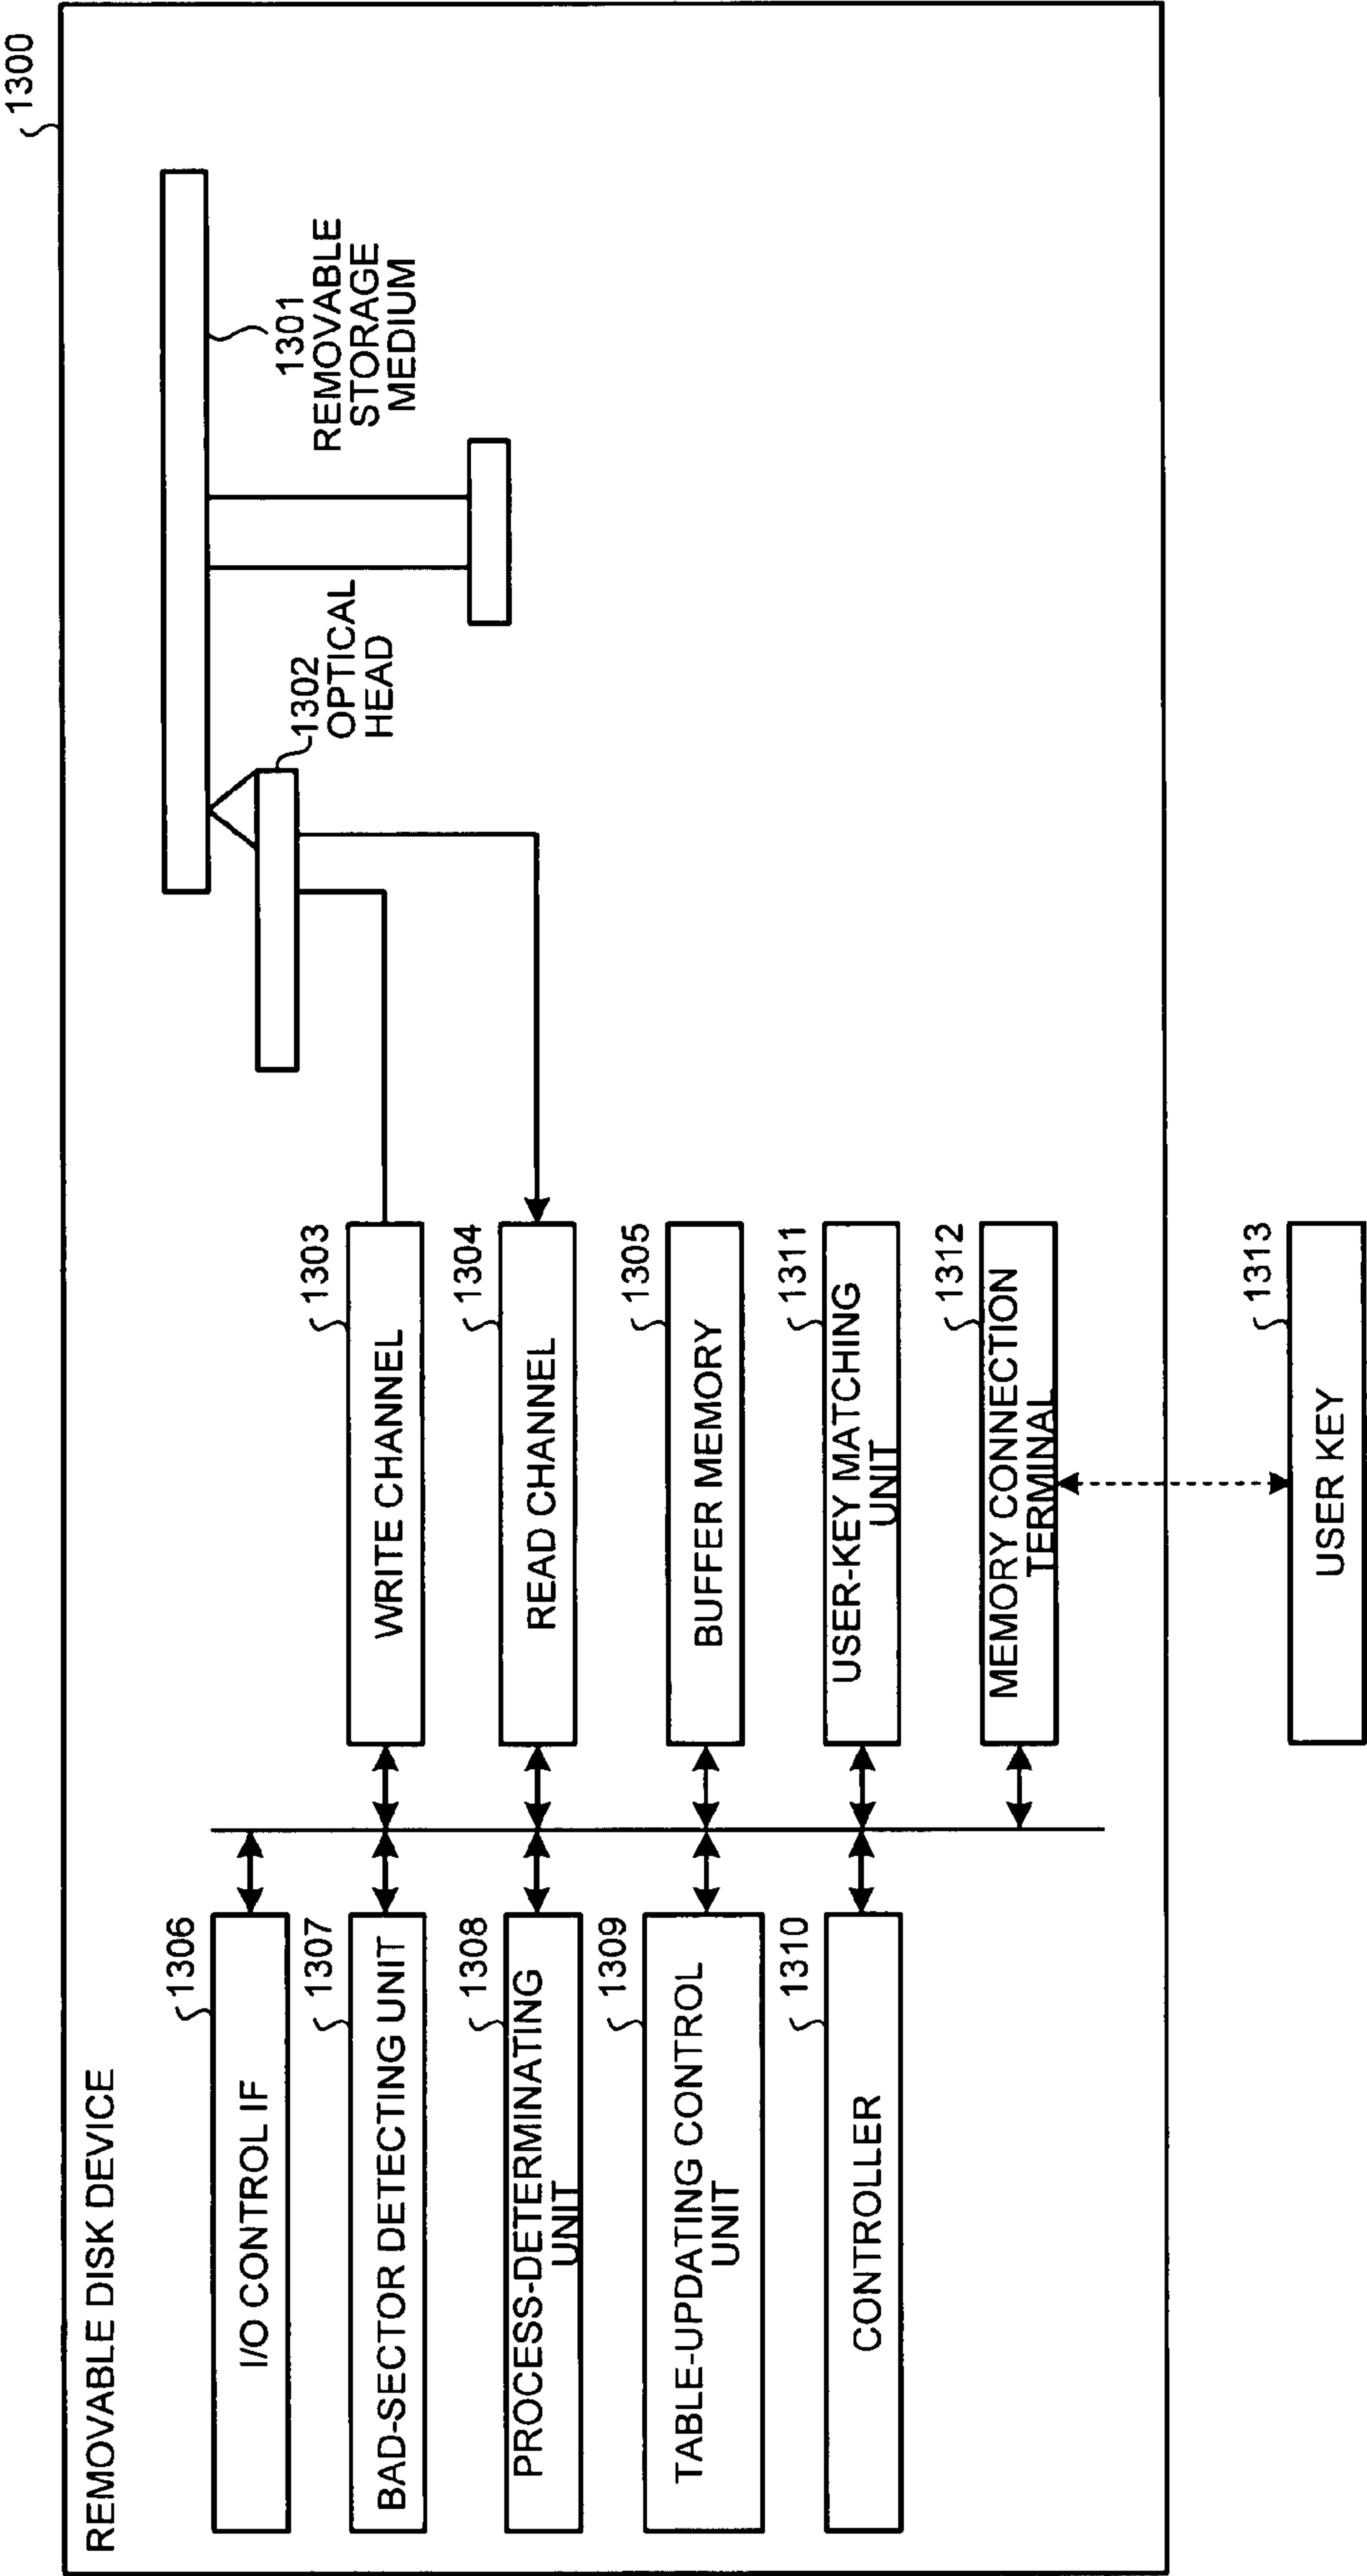 1300
REMOVABLE DISK DEVICE
1301
REMOVABLE
STORAGE
MEDIUM
1302
OPTICAL
HEAD
1306
I/O CONTROL IF
1307
BAD-SECTOR DETECTING UNIT
1308
PROCESS-DETERMINATING
UNIT
1309
TABLE-UPDATING CONTROL
UNIT
1310
CONTROLLER
1303
WRITE CHANNEL
1304
READ CHANNEL
1305
BUFFER MEMORY
1311
USER-KEY MATCHING
UNIT
1312
MEMORY CONNECTION
TERMINAL
1313
USER KEY